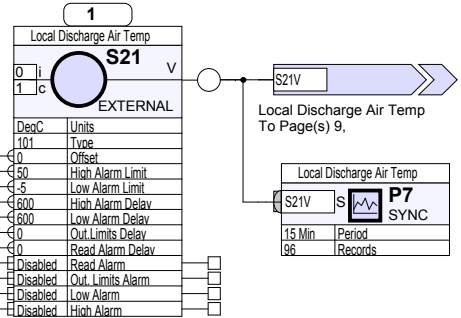 1
Local Discharge Air Temp
S21
0 i
1 c
V
EXTERNAL
DegC Units
101 Type
0 Offset
50 High Alarm Limit
-5 Low Alarm Limit
600 High Alarm Delay
600 Low Alarm Delay
0 Out.Limits Delay
0 Read Alarm Delay
Disabled Read Alarm
Disabled Out. Limits Alarm
Disabled Low Alarm
Disabled High Alarm
S21V
Local Discharge Air Temp
To Page(s) 9,
Local Discharge Air Temp
S21V S P7
SYNC
15 Min Period
96 Records